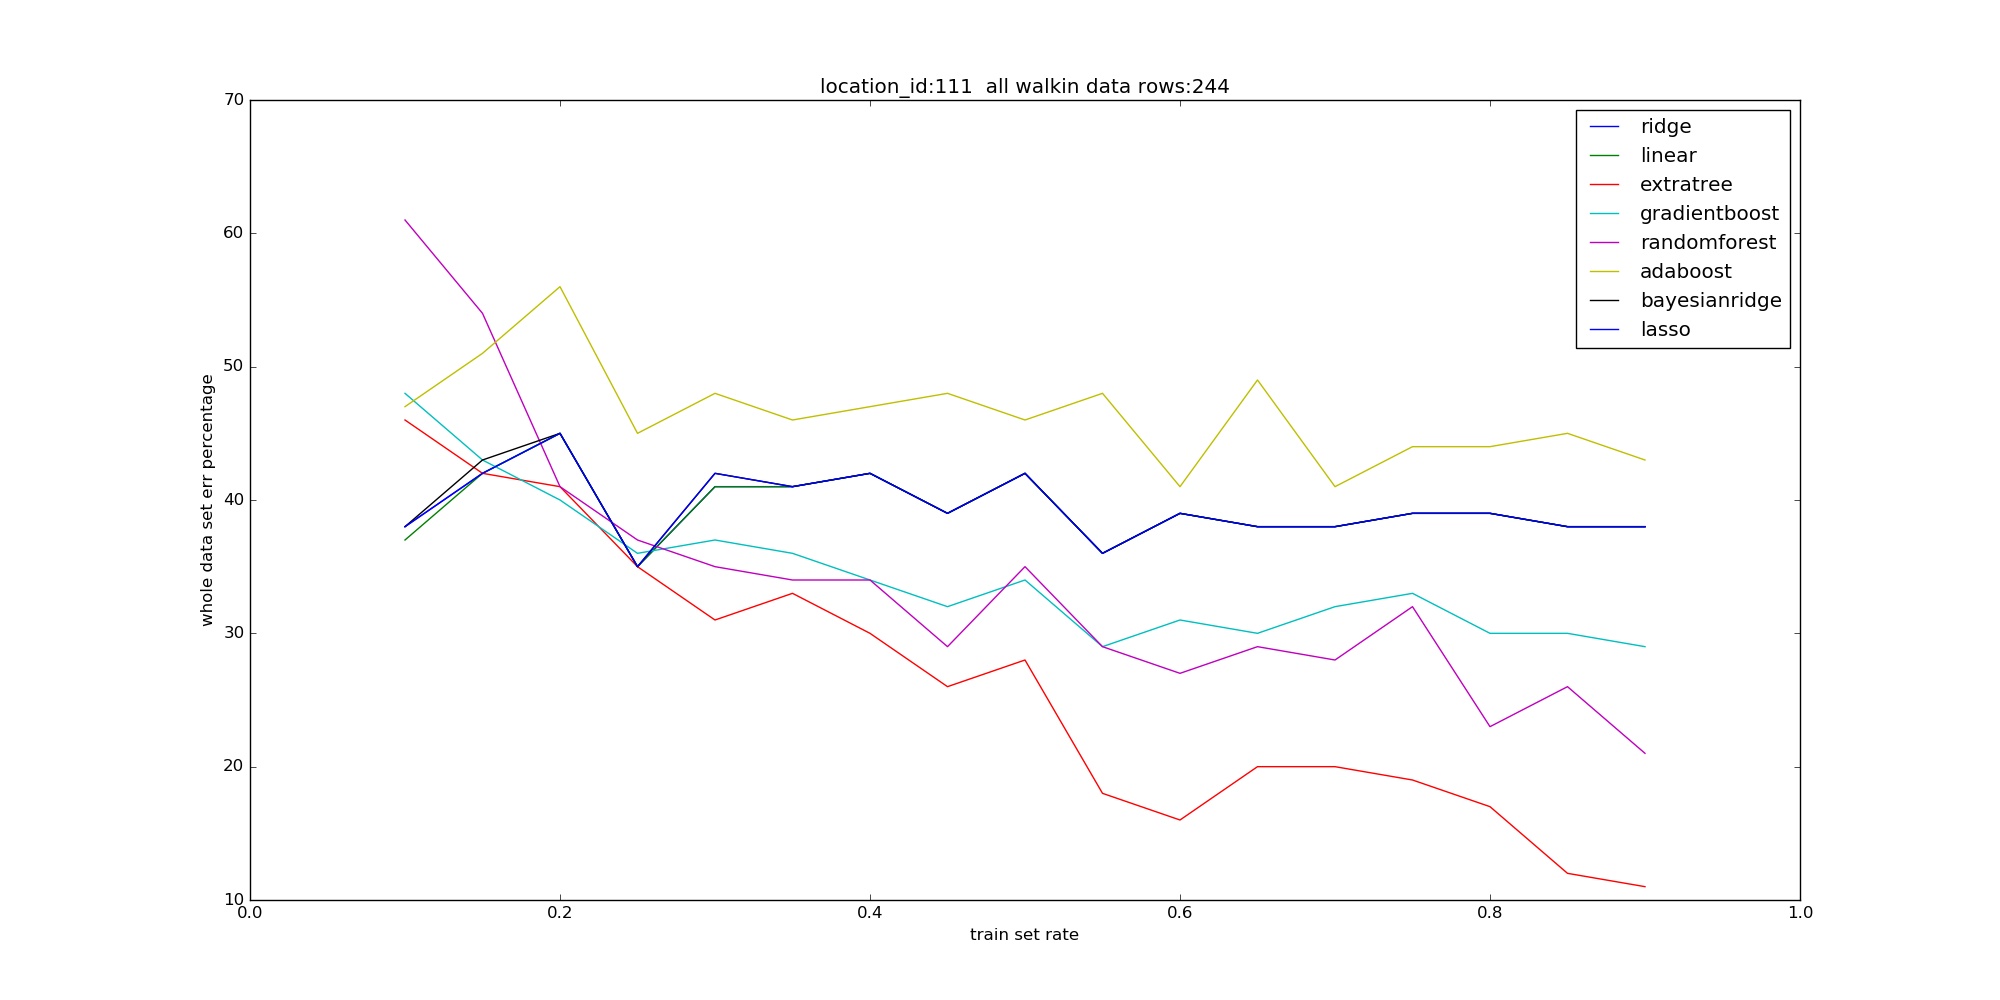 location_id:111  all walkin data rows:244
70
60
50
40
30
20
10
whole data set err percentage
ridge
linear
extratree
gradientboost
randomforest
adaboost
bayesianridge
lasso
0.0 0.2 0.4 0.6 0.8 1.0
train set rate